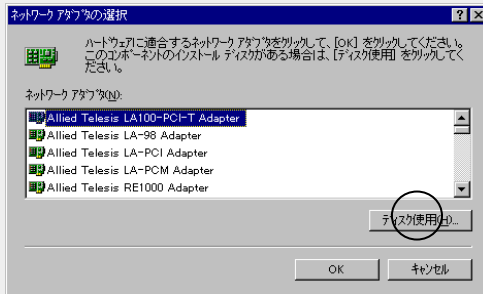 ネットワーク アダプタの選択
ハードウェアに適合するネットワーク アダプタをクリックして、[OK] をクリックしてください。
このコンポーネントのインストール ディスクがある場合は、[ディスク使用] をクリックしてく
ださい。
ネットワーク アダプタ(N):
Allied Telesis LA100-PCI-T Adapter
Allied Telesis LA-98 Adapter
Allied Telesis LA-PCI Adapter
Allied Telesis LA-PCM Adapter
Allied Telesis RE1000 Adapter
ディスク使用(H)...
OK
キャンセル